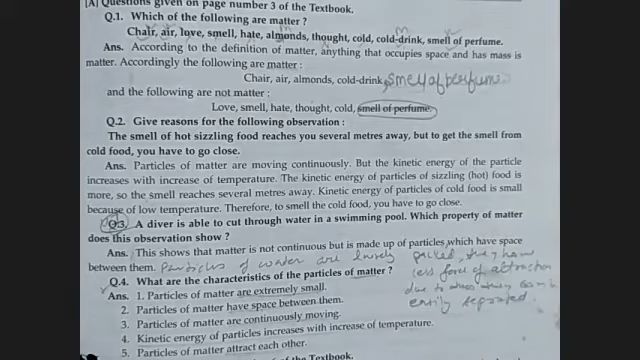 [A] Questions given on page number 3 of the Textbook.
Q.1. Which of the following are matter ?
Chair, air, love, smell, hate, almonds, thought, cold, cold-drink, smell of perfume.
Ans. According to the definition of matter, anything that occupies space and has mass is
matter. Accordingly the following are matter :
Chair, air, almonds, cold-drink, smell of perfume
and the following are not matter :
Love, smell, hate, thought, cold, smell of perfume.
Q.2. Give reasons for the following observation :
The smell of hot sizzling food reaches you several metres away, but to get the smell from
cold food, you have to go close.
Ans. Particles of matter are moving continuously. But the kinetic energy of the particle
increases with increase of temperature. The kinetic energy of particles of sizzling (hot) food is
more, so the smell reaches several metres away. Kinetic energy of particles of cold food is small
because of low temperature. Therefore, to smell the cold food, you have to go close.
Q.3. A diver is able to cut through water in a swimming pool. Which property of matter
does this observation show ?
Ans. This shows that matter is not continuous but is made up of particles which have space
between them. Particles of water are loosely packed, they have
less force of attraction
due to
easily separated.
Q.4. What are the characteristics of the particles of matter ?
Ans. 1. Particles of matter are extremely small.
2. Particles of matter have space between them.
3. Particles of matter are continuously moving.
4. Kinetic energy of particles increases with increase of temperature.
5. Particles of matter attract each other.
of the Textbook.